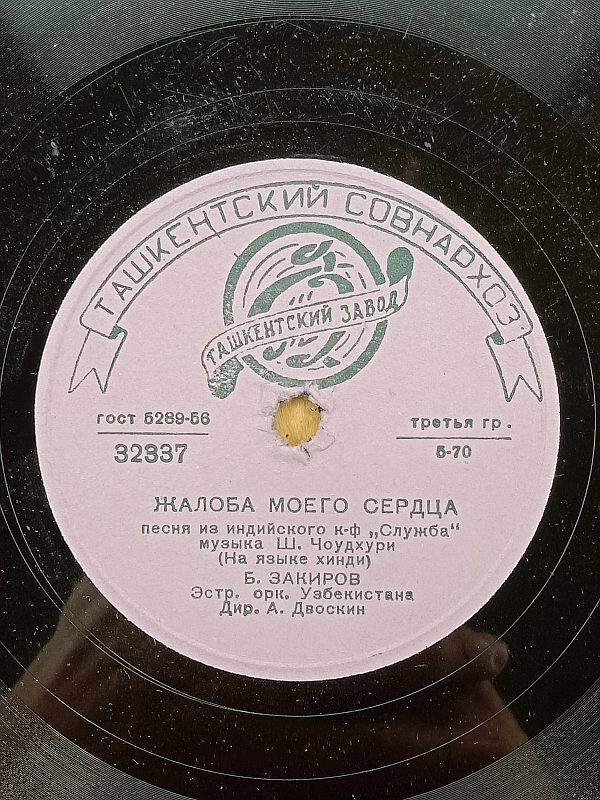 ТАШКЕНТСКИЙ СОВНАРХОЗ
ТАШКЕНТСКИЙ ЗАВОД
гост 5289-56
третья гр.
32337
5-70
ЖАЛОБА МОЕГО СЕРДЦА
песня из индийского к-ф „Служба“
музыка Ш. Чоудхури
(На языке хинди)
Б. ЗАКИРОВ
Эстр. орк. Узбекистана
Дир. А. Двоскин